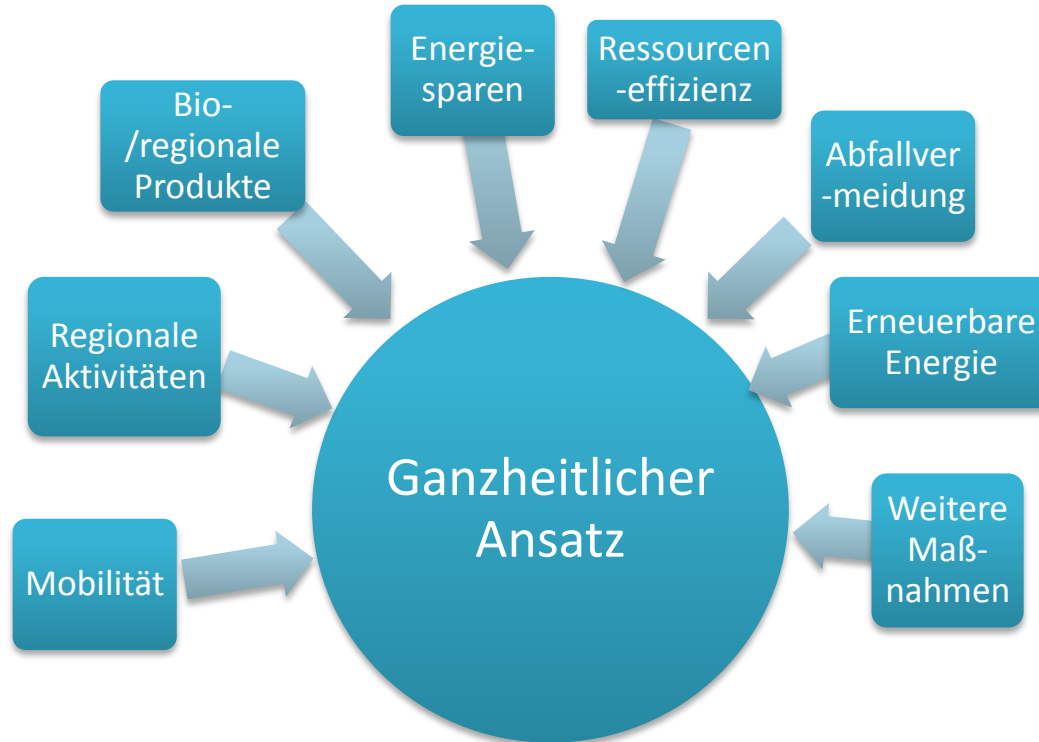 Energie-
sparen
Ressourcen
-effizienz
Bio-
/regionale
Produkte
Abfallver
-meidung
Regionale
Aktivitäten
Erneuerbare
Energie
Ganzheitlicher
Ansatz
Mobilität
Weitere
Maß-
nahmen